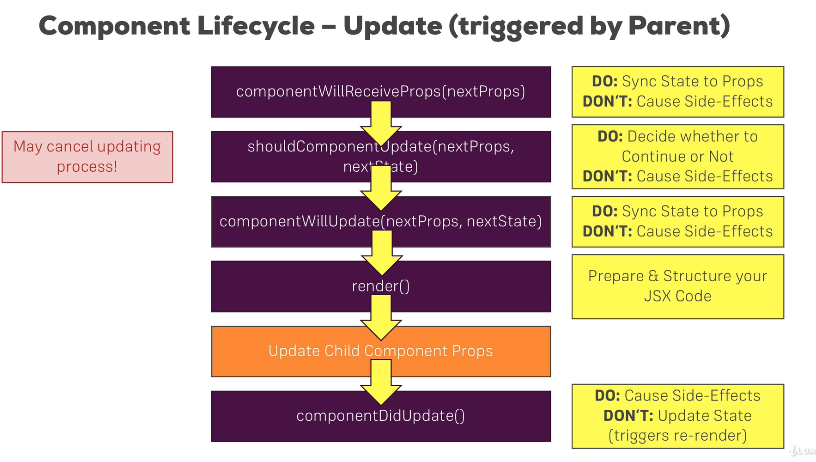 Component Lifecycle – Update (triggered by Parent)
componentWillReceiveProps(nextProps)
DO: Sync State to Props
DON'T: Cause Side-Effects
May cancel updating
process!
shouldComponentUpdate(nextProps,
nextState)
DO: Decide whether to
Continue or Not
DON'T: Cause Side-Effects
componentWillUpdate(nextProps, nextState)
DO: Sync State to Props
DON'T: Cause Side-Effects
render()
Prepare & Structure your
JSX Code
Update Child Component Props
componentDidUpdate()
DO: Cause Side-Effects
DON'T: Update State
(triggers re-render)